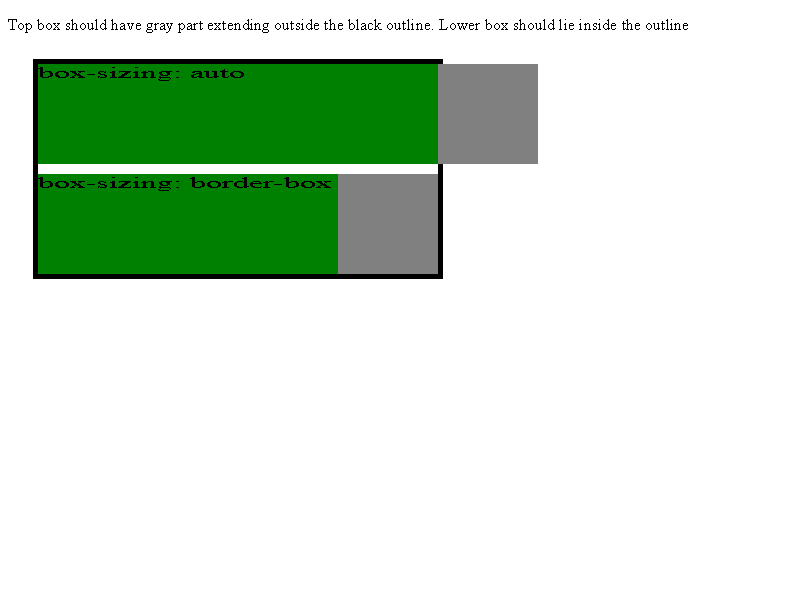 Top box should have gray part extending outside the black outline. Lower box should lie inside the outline
box-sizing: auto
box-sizing: border-box